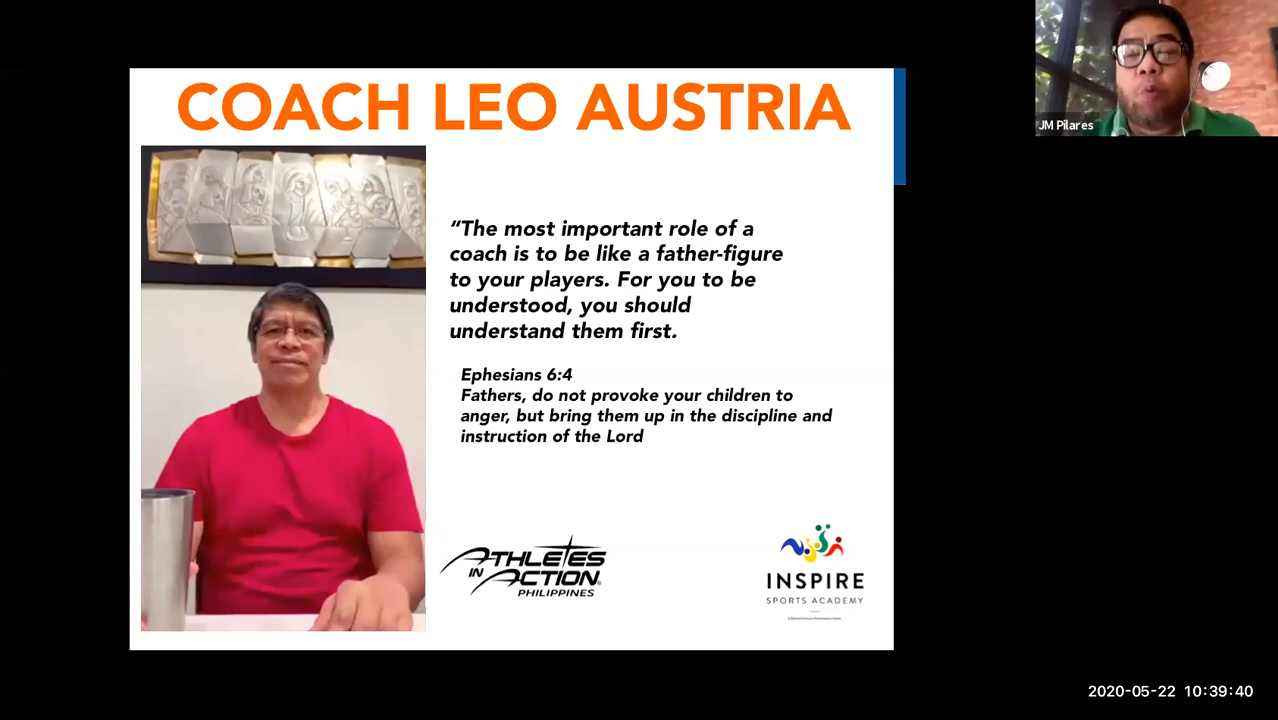 COACH LEO AUSTRIA
JM Pilares
“The most important role of a
coach is to be like a father-figure
to your players. For you to be
understood, you should
understand them first.
Ephesians 6:4
Fathers, do not provoke your children to
anger, but bring them up in the discipline and
instruction of the Lord
ATHLETES
IN ACTION®
PHILIPPINES
INSPIRE
SPORTS ACADEMY
2020-05-22 10:39:40